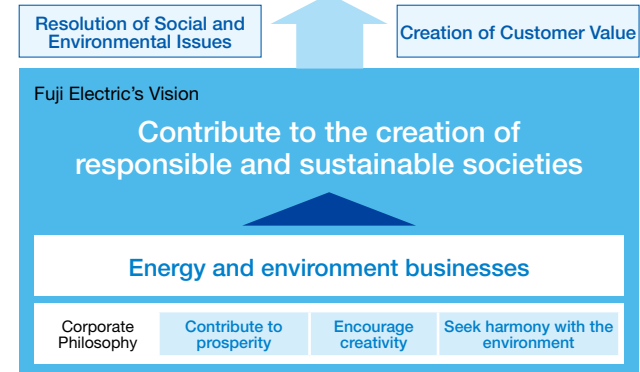 Resolution of Social and
Environmental Issues
Creation of Customer Value
Fuji Electric’s Vision
Contribute to the creation of
responsible and sustainable societies
Energy and environment businesses
Corporate
Philosophy
Contribute to
prosperity
Encourage
creativity
Seek harmony with the
environment